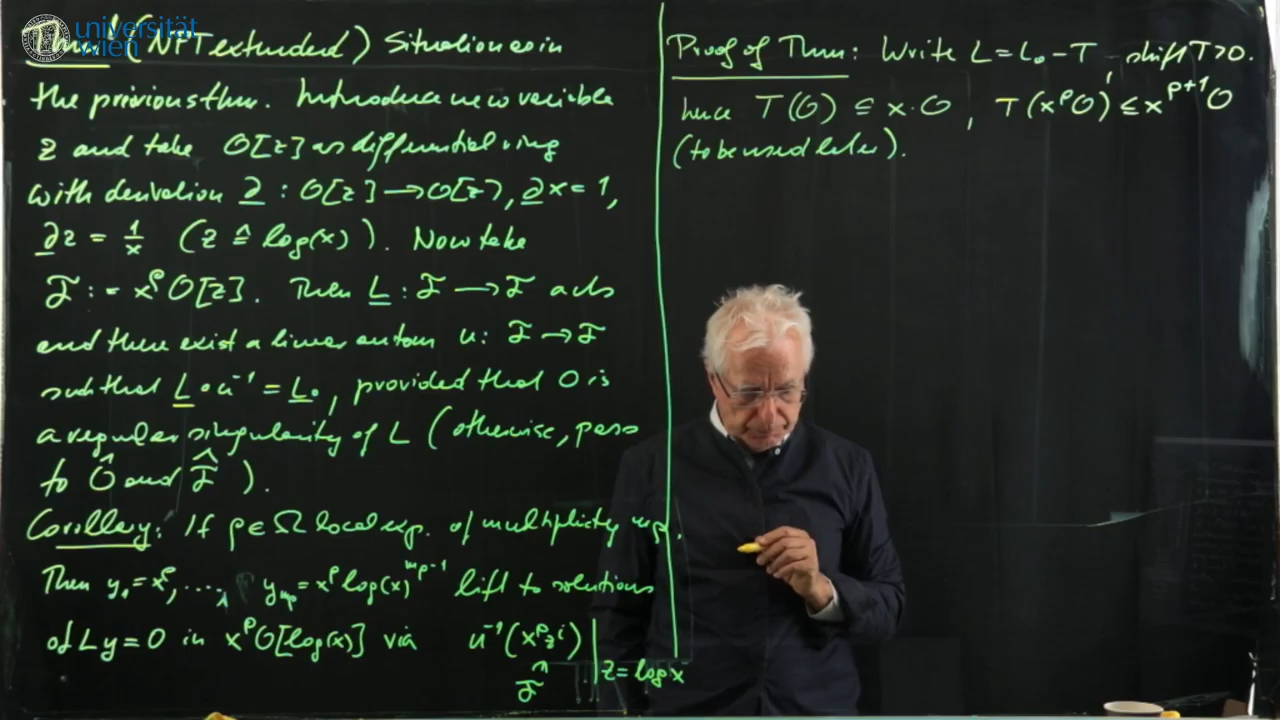 universität
wien
Thm (NFT extended) Situation as in
the previous thm. Introduce new variable
z and take O[z] as differential ring
with derivation ∂ : O[z] → O[z], ∂x = 1,
∂z = 1/x (z ≙ log(x)). Now take
F := x^ρ O[z]. Then L : F → F acts
and there exist a linear autom u: F → F
such that L ∘ u^-1 = L₀, provided that 0 is
a regular singularity of L (otherwise, pass
to Ô and F̂ ).
Corollary: If ρ ∈ Ω local exp. of multiplicity m_ρ.
Then y₁ = x^ρ, ...., y_mρ = x^ρ log(x)^(m_ρ-1) lift to solutions
of Ly = 0 in x^ρ O[log(x)] via u^-1(x^ρ z^i) | z = log x
F
Proof of Thm: Write L = L₀ - T, shift T > 0.
hence T(O) ⊆ x·O, T(x^ρ O) ⊆ x^(ρ+1) O
(to be used later).